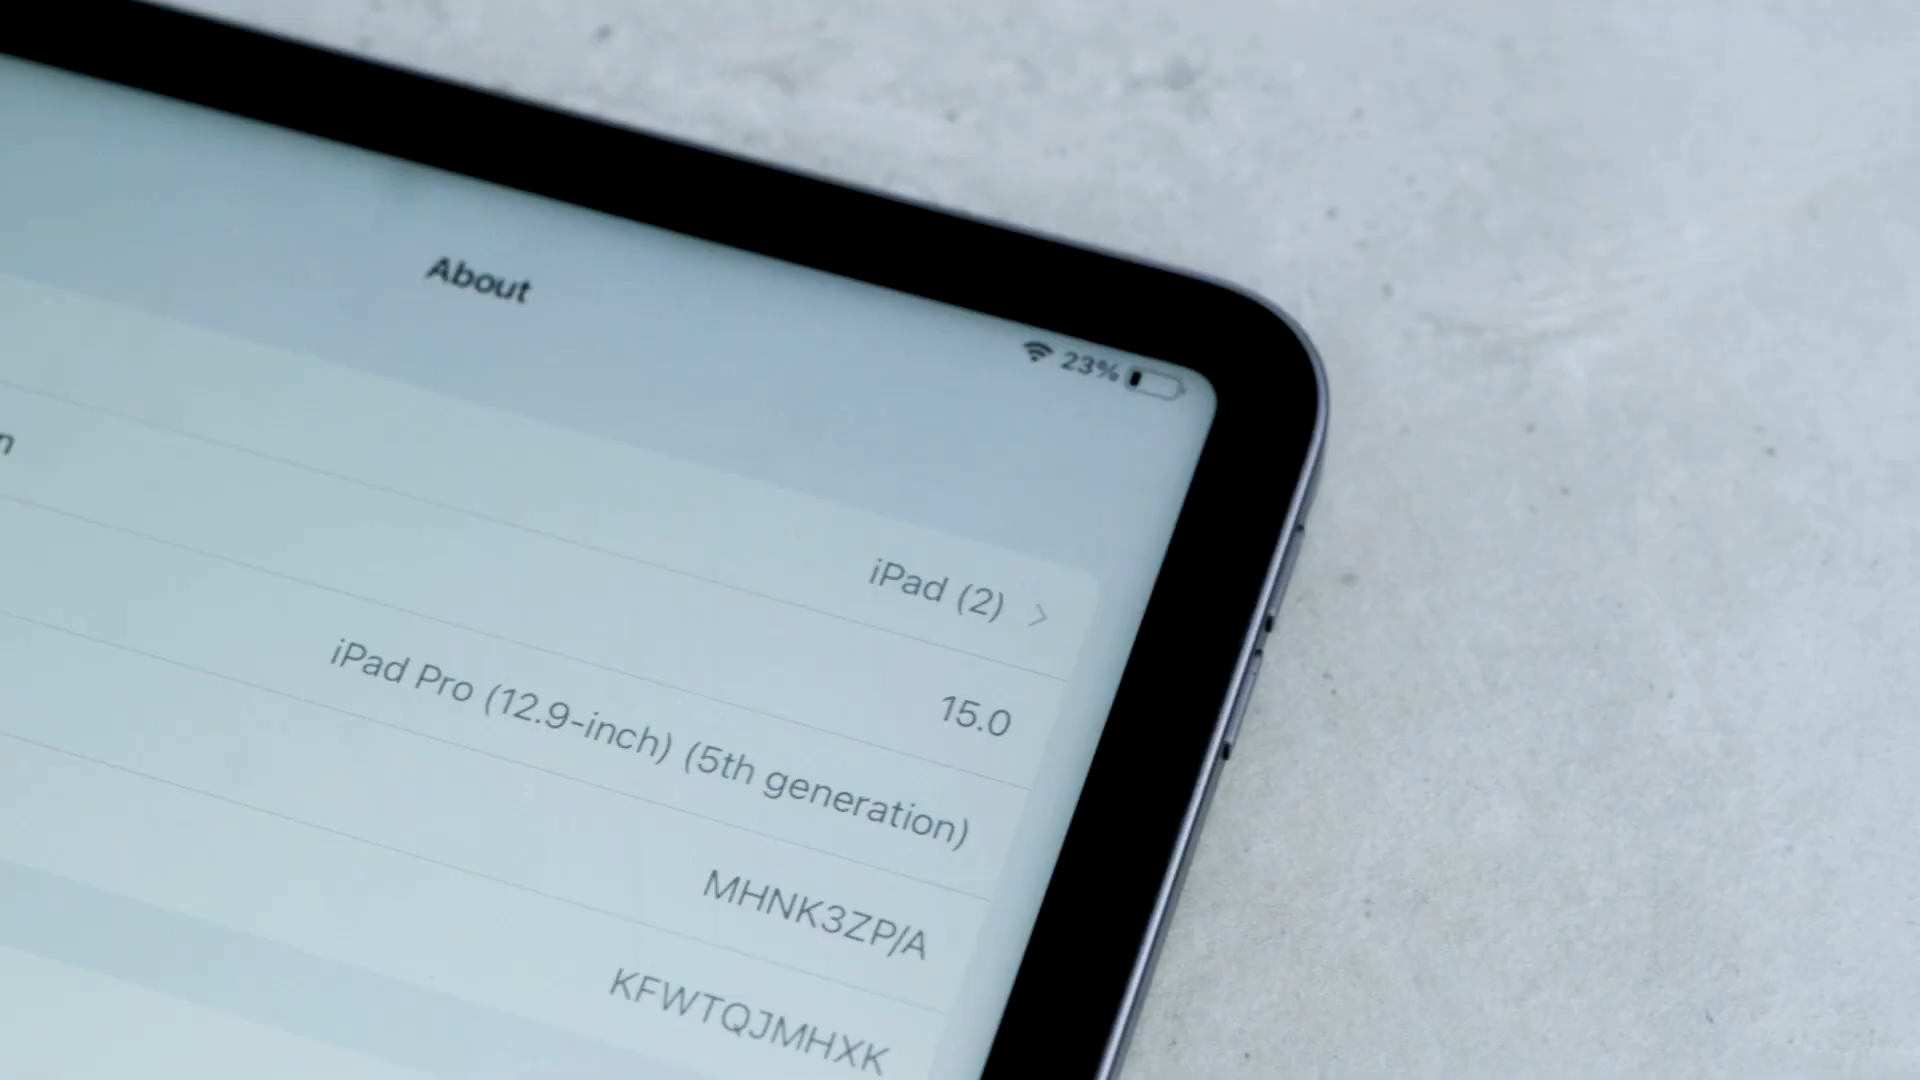 About
23%
n
iPad (2)
15.0
iPad Pro (12.9-inch) (5th generation)
MHNK3ZP/A
KFWTQJMHXK